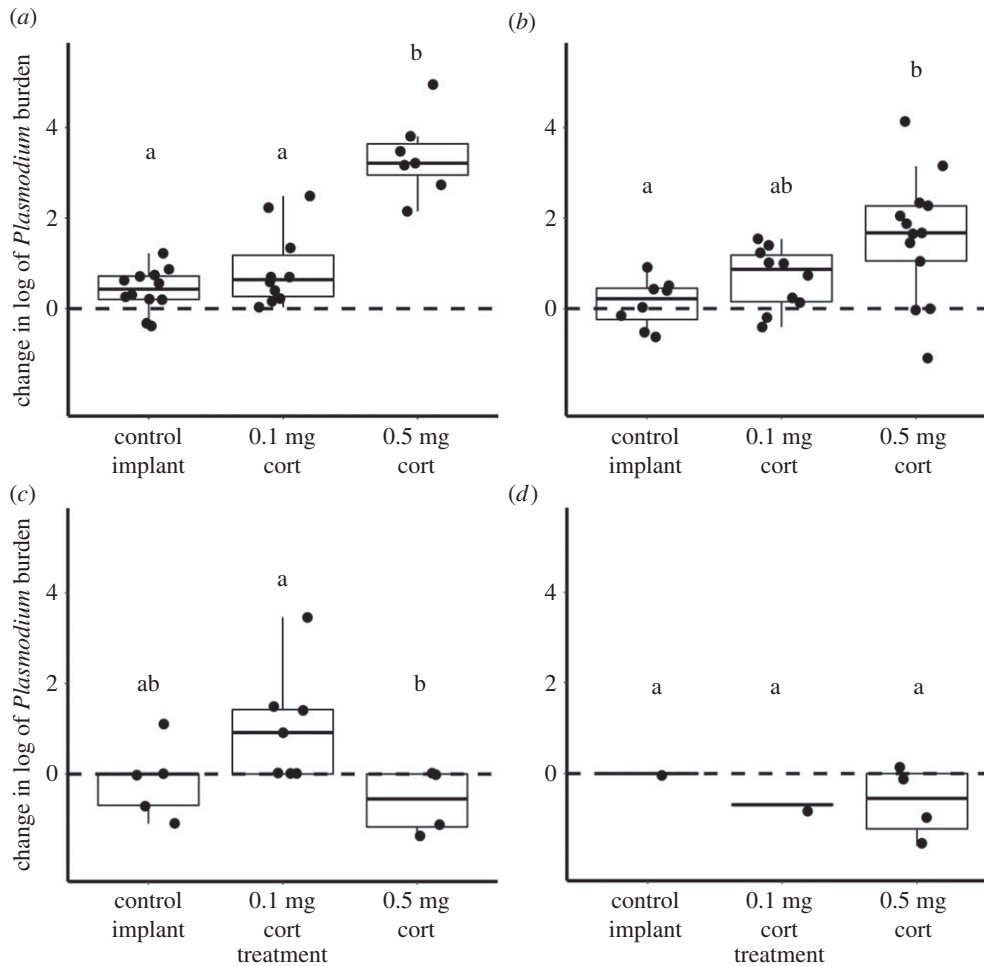 (a)
change in log of Plasmodium burden
4
2
0
a
a
b
control implant
0.1 mg cort
0.5 mg cort
(b)
4
2
0
a
ab
b
control implant
0.1 mg cort
0.5 mg cort
(c)
change in log of Plasmodium burden
4
2
0
ab
a
b
control implant
0.1 mg cort
0.5 mg cort
treatment
(d)
4
2
0
a
a
a
control implant
0.1 mg cort
0.5 mg cort
treatment